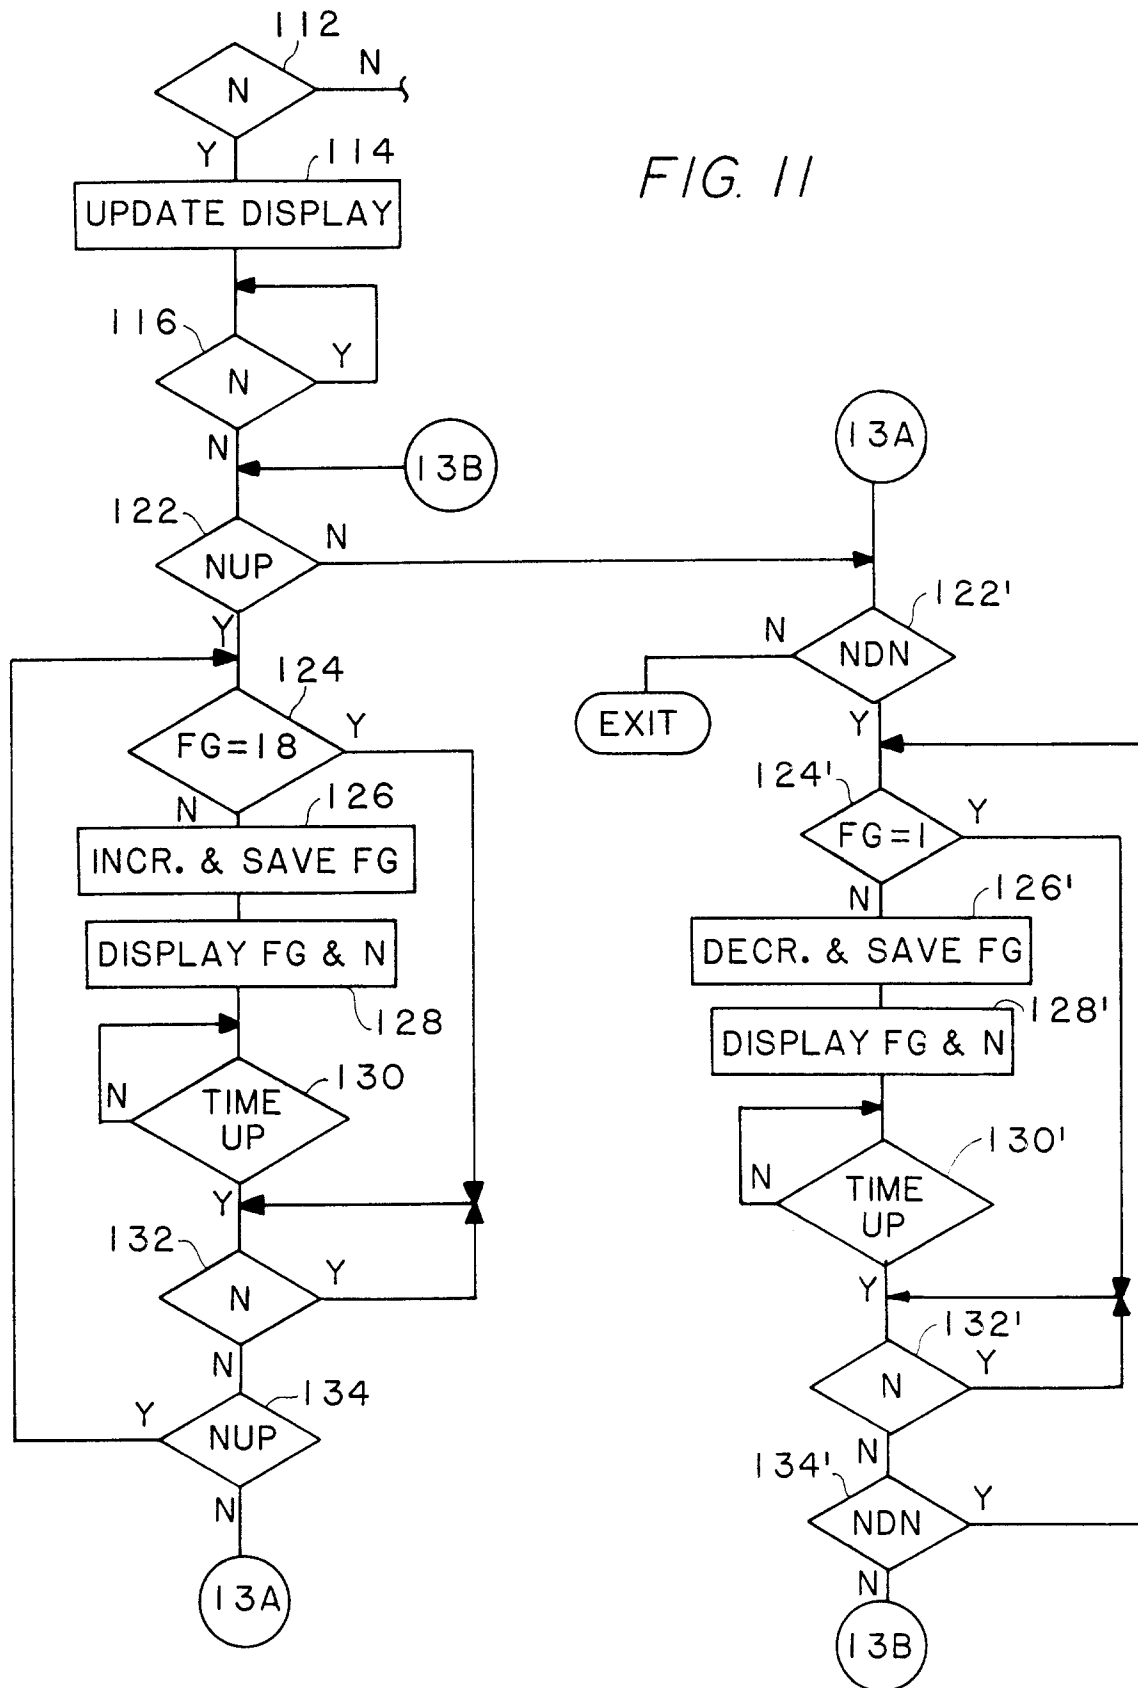 112
N
N
Y
114
UPDATE DISPLAY
FIG. 11
116
N
Y
N
13B
13A
122
NUP
N
Y
122'
NDN
N
EXIT
Y
124
FG=18
Y
N
126
INCR. & SAVE FG
DISPLAY FG & N
128
N
TIME
UP
130
Y
132
N
Y
N
134
NUP
Y
N
13A
124'
FG=1
Y
N
126'
DECR. & SAVE FG
128'
DISPLAY FG & N
130'
N
TIME
UP
Y
132'
N
Y
N
134'
NDN
Y
N
13B